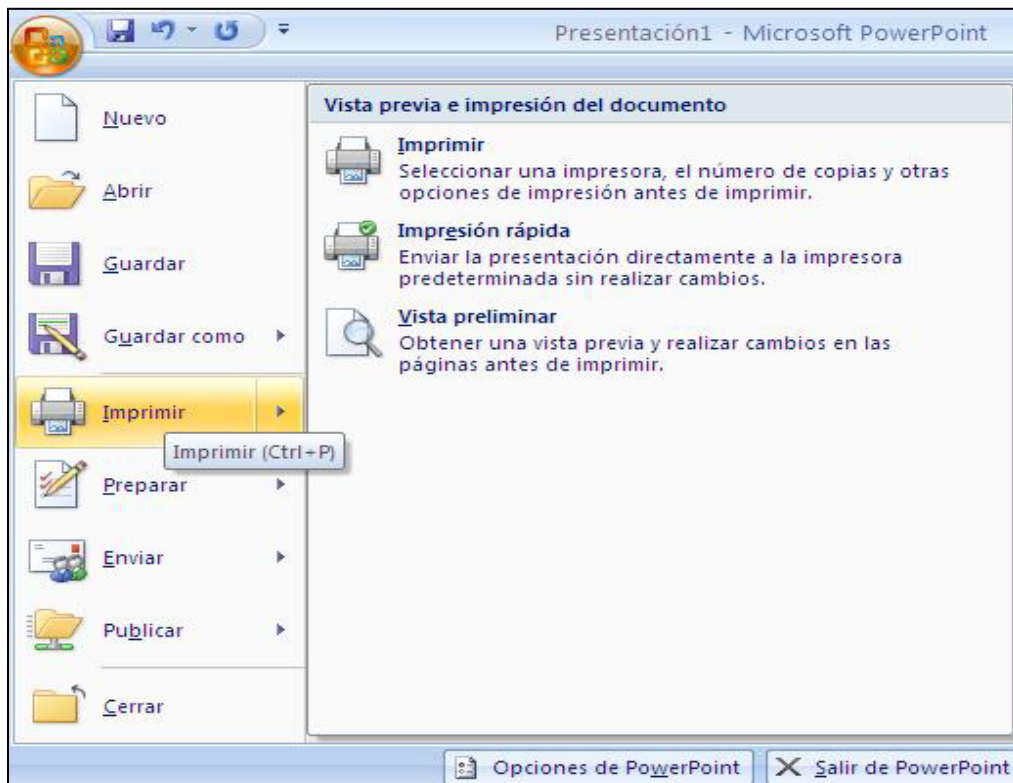 Presentación1 - Microsoft PowerPoint
Nuevo
Abrir
Guardar
Guardar como
Imprimir
Imprimir (Ctrl+P)
Preparar
Enviar
Publicar
Cerrar
Vista previa e impresión del documento
Imprimir
Seleccionar una impresora, el número de copias y otras
opciones de impresión antes de imprimir.
Impresión rápida
Enviar la presentación directamente a la impresora
predeterminada sin realizar cambios.
Vista preliminar
Obtener una vista previa y realizar cambios en las
páginas antes de imprimir.
Opciones de PowerPoint
Salir de PowerPoint